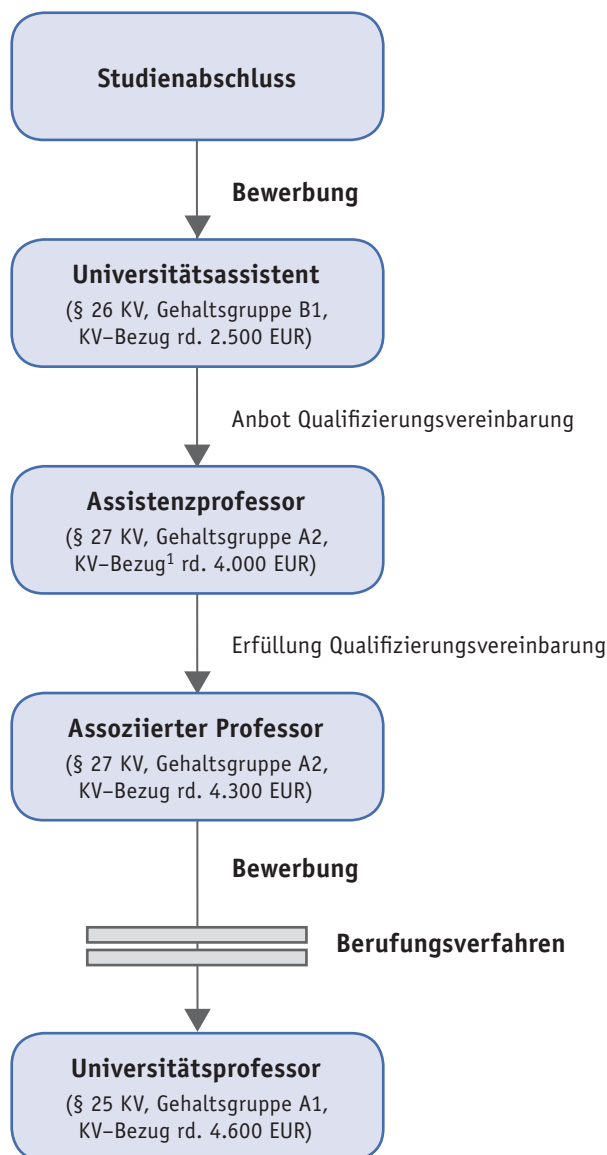 Studienabschluss
Bewerbung
Universitätsassistent
(§ 26 KV, Gehaltsgruppe B1,
KV–Bezug rd. 2.500 EUR)
Anbot Qualifizierungsvereinbarung
Assistenzprofessor
(§ 27 KV, Gehaltsgruppe A2,
KV–Bezug¹ rd. 4.000 EUR)
Erfüllung Qualifizierungsvereinbarung
Assoziierter Professor
(§ 27 KV, Gehaltsgruppe A2,
KV–Bezug rd. 4.300 EUR)
Bewerbung
Berufungsverfahren
Universitätsprofessor
(§ 25 KV, Gehaltsgruppe A1,
KV–Bezug rd. 4.600 EUR)